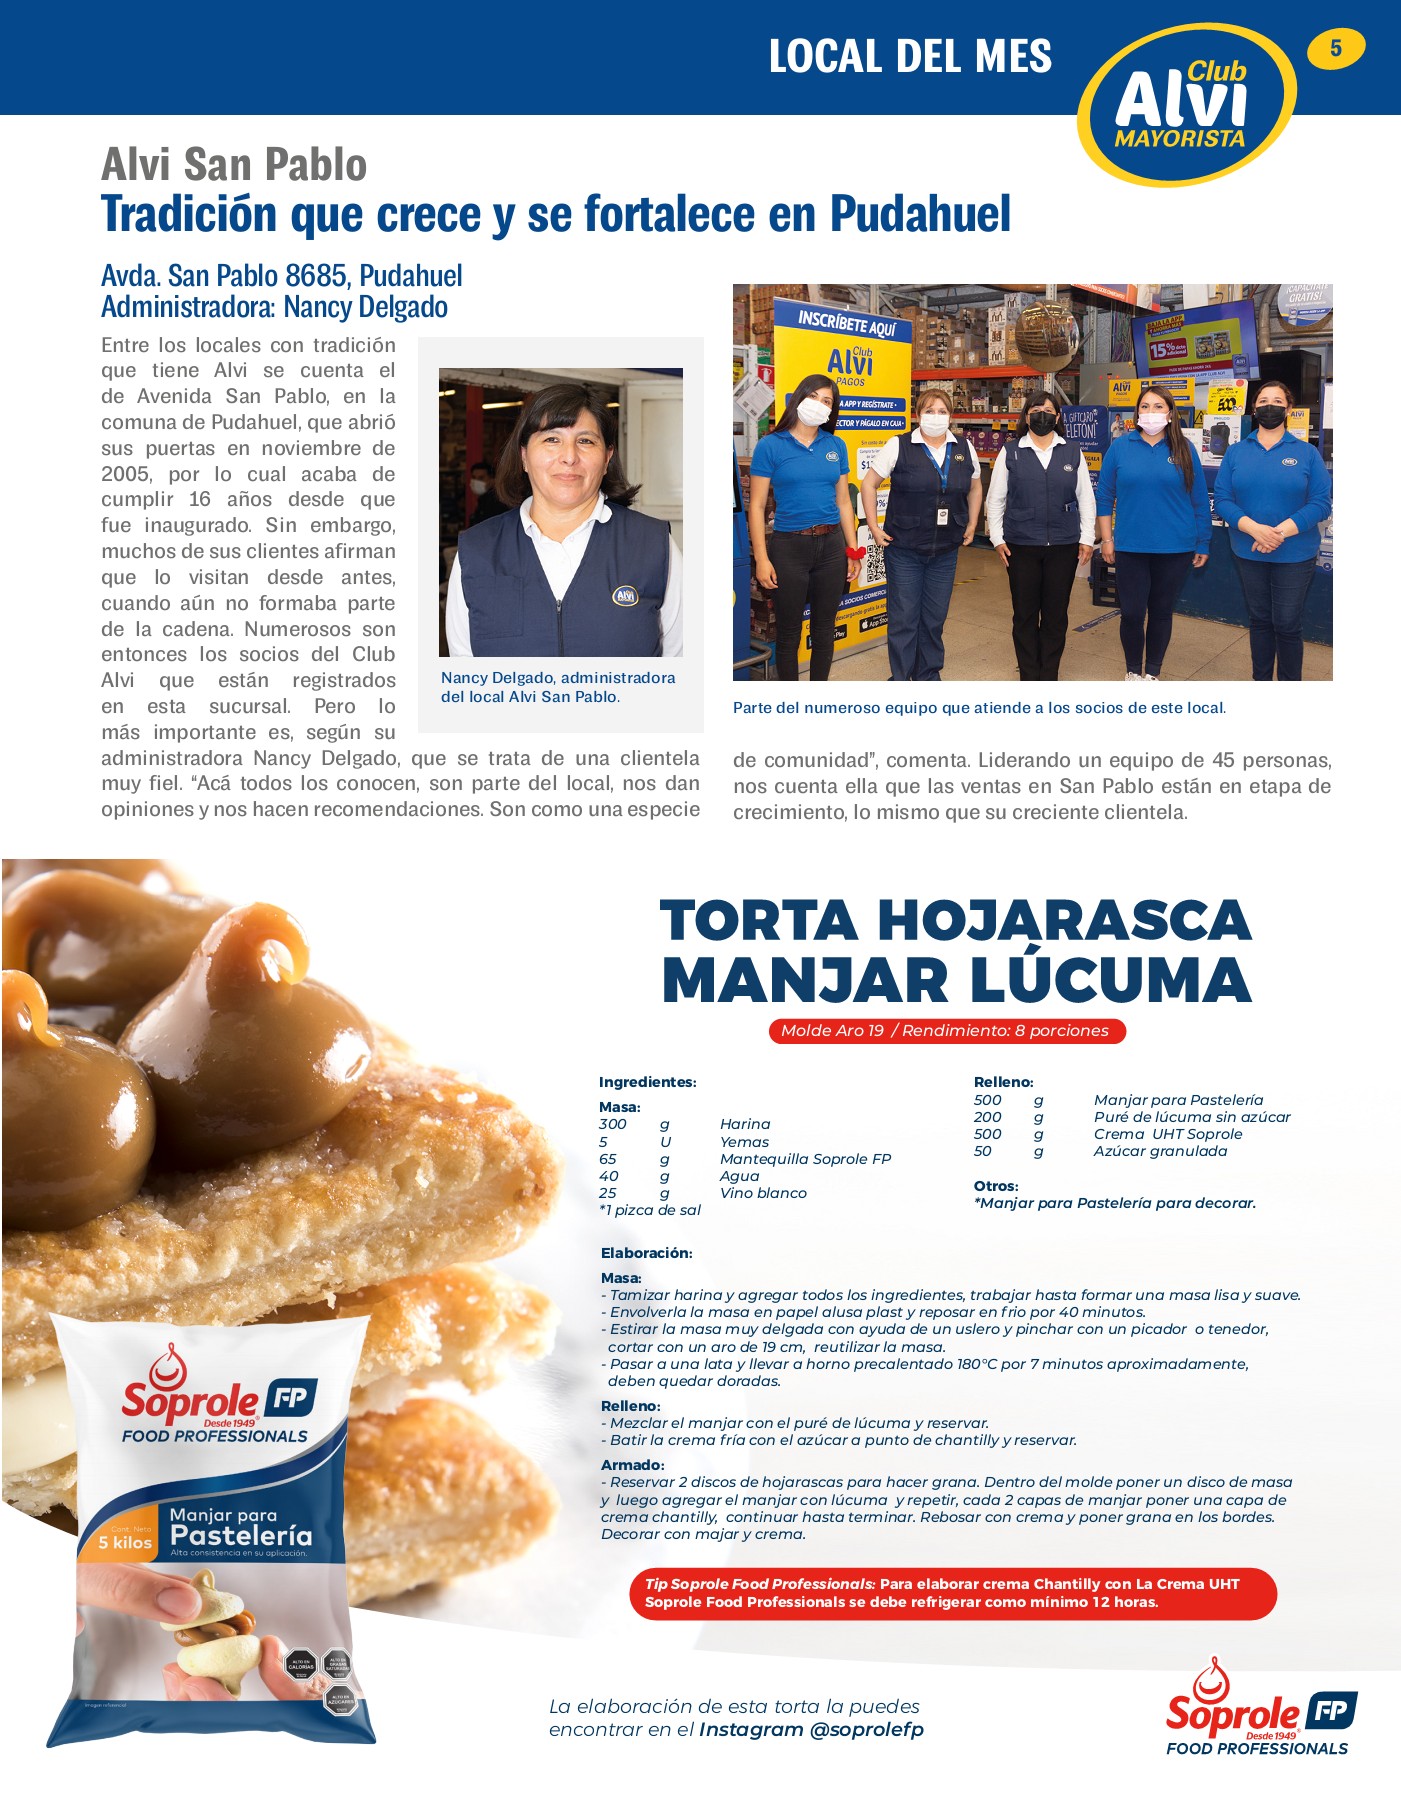 LOCAL DEL MES
Club
Alvi
MAYORISTA
5
Alvi San Pablo
Tradición que crece y se fortalece en Pudahuel
Avda. San Pablo 8685, Pudahuel
Administradora: Nancy Delgado
Entre los locales con tradición
que tiene Alvi se cuenta el
de Avenida San Pablo, en la
comuna de Pudahuel, que abrió
sus puertas en noviembre de
2005, por lo cual acaba de
cumplir 16 años desde que
fue inaugurado. Sin embargo,
muchos de sus clientes afirman
que lo visitan desde antes,
cuando aún no formaba parte
de la cadena. Numerosos son
entonces los socios del Club
Alvi que están registrados
en esta sucursal. Pero lo
más importante es, según su
administradora Nancy Delgado, que se trata de una clientela
muy fiel. “Acá todos los conocen, son parte del local, nos dan
opiniones y nos hacen recomendaciones. Son como una especie
Alvi
Nancy Delgado, administradora
del local Alvi San Pablo.
INSCRÍBETE AQUÍ
Club
Alvi
PAGOS
A APP Y REGÍSTRATE
ECTOR Y PÁGALO EN CAJA
GRATIS!
15%
Alvi
500
Parte del numeroso equipo que atiende a los socios de este local.
de comunidad”, comenta. Liderando un equipo de 45 personas,
nos cuenta ella que las ventas en San Pablo están en etapa de
crecimiento, lo mismo que su creciente clientela.
TORTA HOJARASCA
MANJAR LÚCUMA
Molde Aro 19 / Rendimiento: 8 porciones
Ingredientes:
Masa:
300 g Harina
5 U Yemas
65 g Mantequilla Soprole FP
40 g Agua
25 g Vino blanco
*1 pizca de sal
Relleno:
500 g Manjar para Pastelería
200 g Puré de lúcuma sin azúcar
500 g Crema UHT Soprole
50 g Azúcar granulada
Otros:
*Manjar para Pastelería para decorar.
Elaboración:
Masa:
- Tamizar harina y agregar todos los ingredientes, trabajar hasta formar una masa lisa y suave.
- Envolverla la masa en papel alusa plast y reposar en frio por 40 minutos.
- Estirar la masa muy delgada con ayuda de un uslero y pinchar con un picador o tenedor,
cortar con un aro de 19 cm, reutilizar la masa.
- Pasar a una lata y llevar a horno precalentado 180°C por 7 minutos aproximadamente,
deben quedar doradas.
Relleno:
- Mezclar el manjar con el puré de lúcuma y reservar.
- Batir la crema fría con el azúcar a punto de chantilly y reservar.
Armado:
- Reservar 2 discos de hojarascas para hacer grana. Dentro del molde poner un disco de masa
y luego agregar el manjar con lúcuma y repetir, cada 2 capas de manjar poner una capa de
crema chantilly, continuar hasta terminar. Rebosar con crema y poner grana en los bordes.
Decorar con majar y crema.
Tip Soprole Food Professionals: Para elaborar crema Chantilly con La Crema UHT
Soprole Food Professionals se debe refrigerar como mínimo 12 horas.
Soprole FP
Desde 1949
FOOD PROFESSIONALS
Cont. Neto
5 kilos
Manjar para
Pastelería
Alta consistencia en su aplicación.
ALTO EN
CALORÍAS
ALTO EN
GRASAS
SATURADAS
ALTO EN
AZÚCARES
Imagen referencial
La elaboración de esta torta la puedes
encontrar en el Instagram @soprolefp
Soprole FP
Desde 1949
FOOD PROFESSIONALS